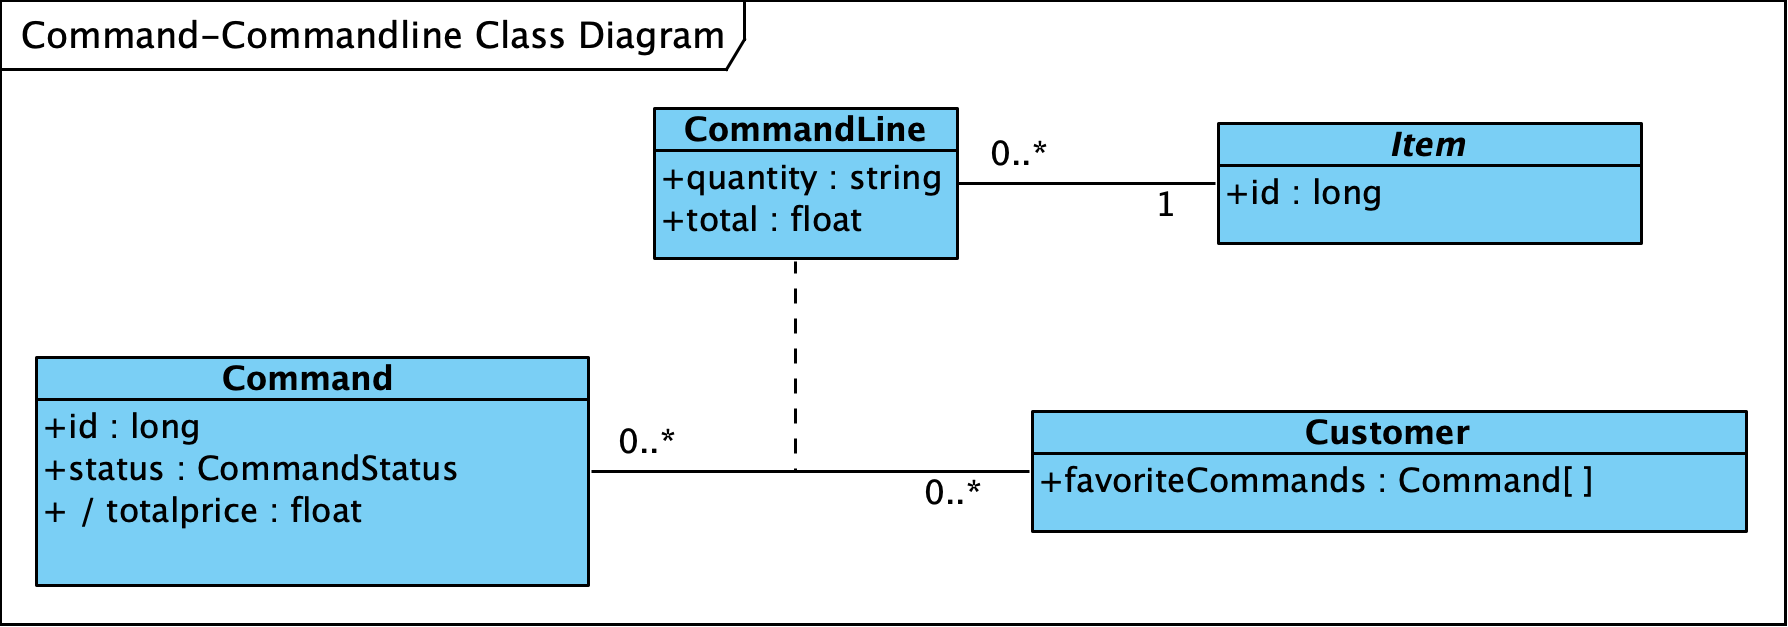 Command-Commandline Class Diagram
CommandLine
+quantity : string
+total : float
0..*
1
Item
+id : long
Command
+id : long
+status : CommandStatus
+ / totalprice : float
0..*
0..*
Customer
+favoriteCommands : Command[ ]